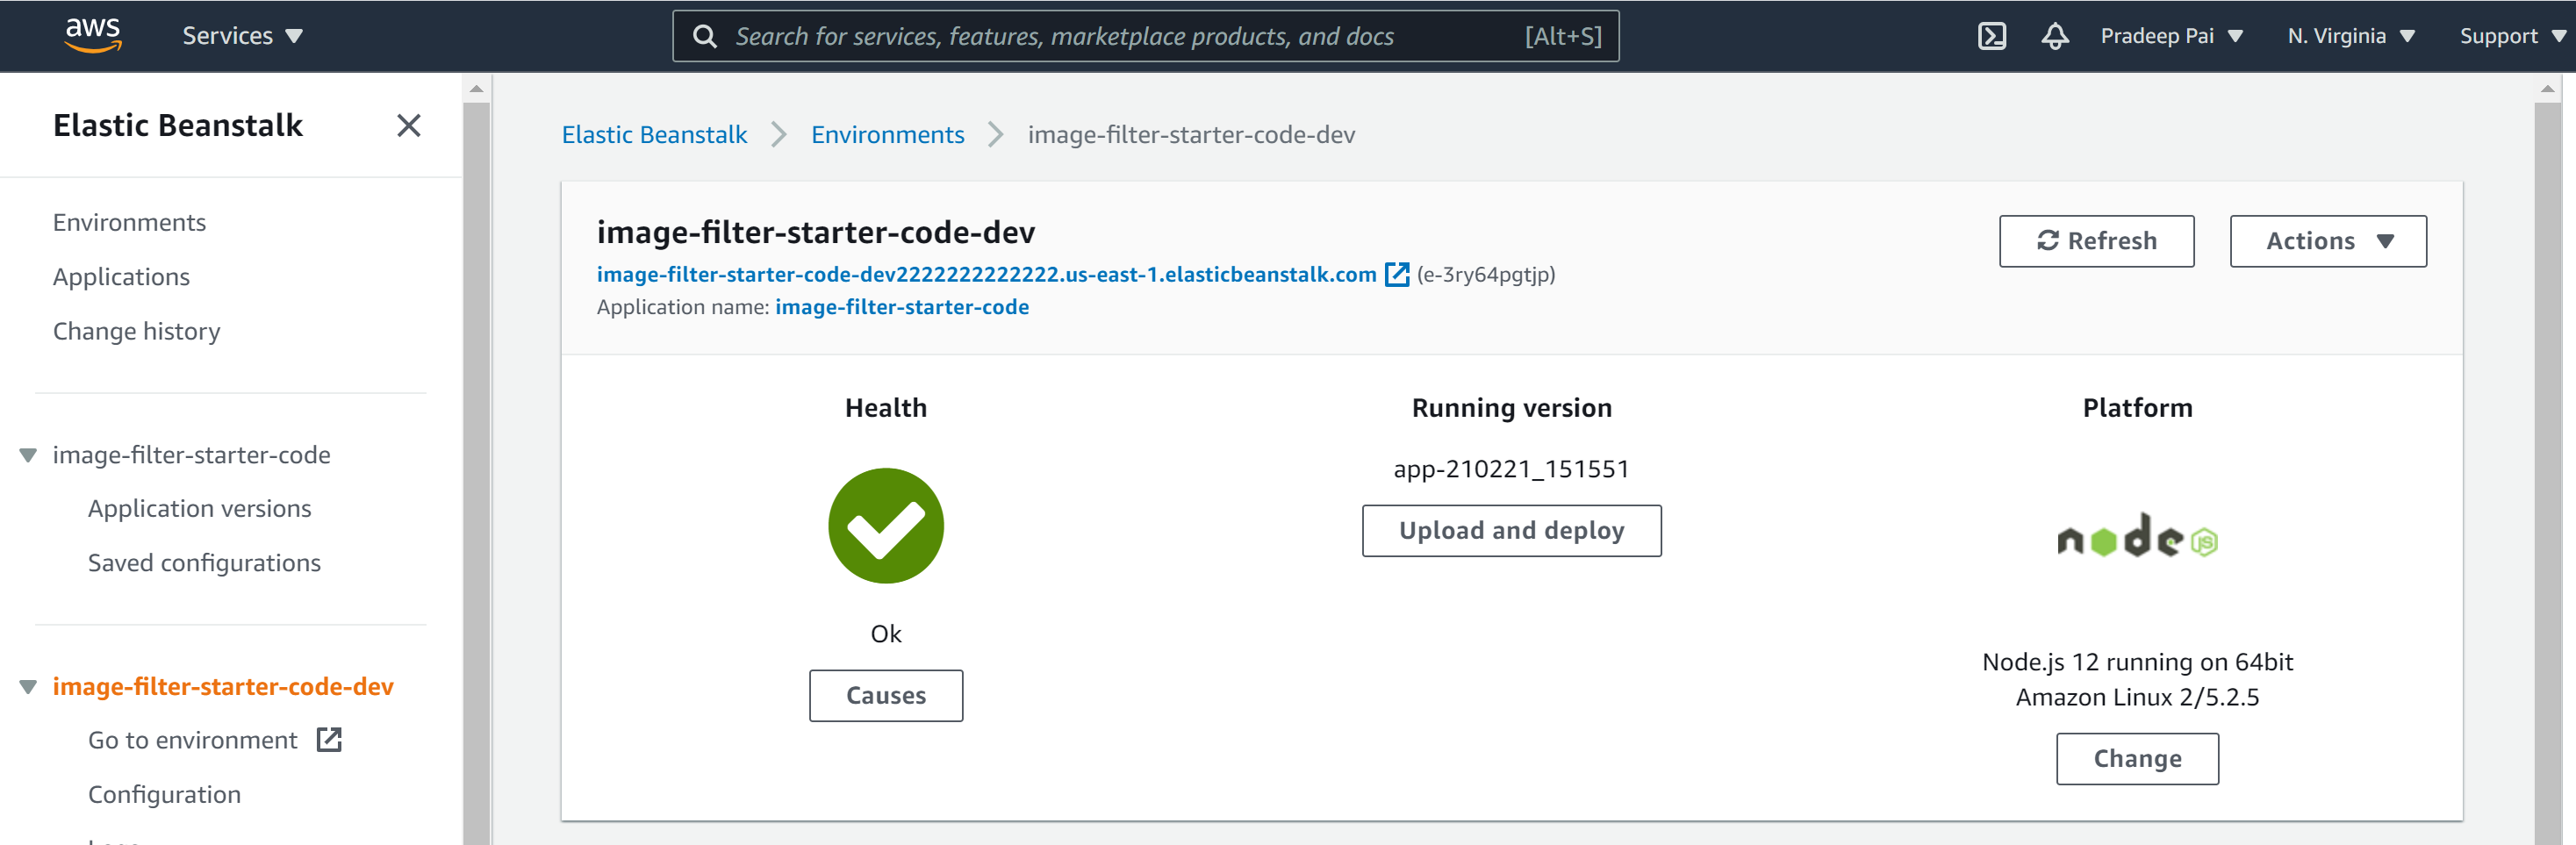 aws
Services
Search for services, features, marketplace products, and docs
[Alt+S]
Pradeep Pai
N. Virginia
Support
Elastic Beanstalk
Environments
Applications
Change history
image-filter-starter-code
Application versions
Saved configurations
image-filter-starter-code-dev
Go to environment
Configuration
Elastic Beanstalk
Environments
image-filter-starter-code-dev
image-filter-starter-code-dev
image-filter-starter-code-dev2222222222222.us-east-1.elasticbeanstalk.com (e-3ry64pgtjp)
Application name: image-filter-starter-code
Refresh
Actions
Health
Ok
Causes
Running version
app-210221_151551
Upload and deploy
Platform
node JS
Node.js 12 running on 64bit
Amazon Linux 2/5.2.5
Change